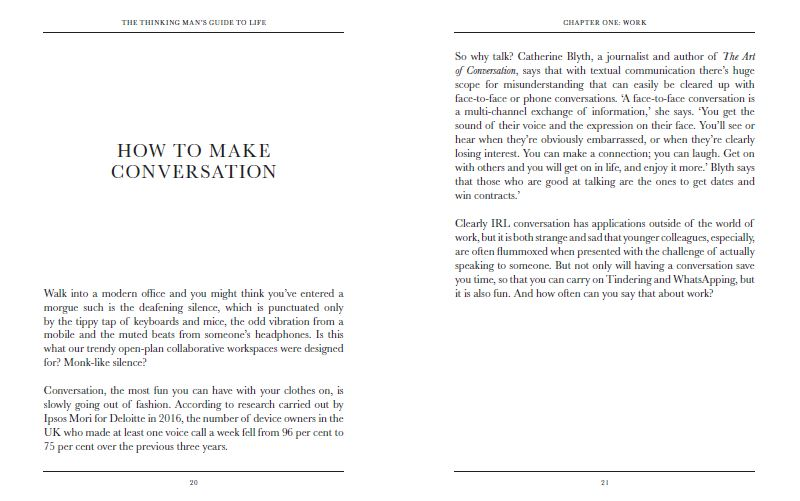 THE THINKING MAN'S GUIDE TO LIFE
HOW TO MAKE
CONVERSATION
Walk into a modern office and you might think you've entered a
morgue such is the deafening silence, which is punctuated only
by the tippy tap of keyboards and mice, the odd vibration from a
mobile and the muted beats from someone's headphones. Is this
what our trendy open-plan collaborative workspaces were designed
for? Monk-like silence?
Conversation, the most fun you can have with your clothes on, is
slowly going out of fashion. According to research carried out by
Ipsos Mori for Deloitte in 2016, the number of device owners in the
UK who made at least one voice call a week fell from 96 per cent to
75 per cent over the previous three years.
20
CHAPTER ONE: WORK
So why talk? Catherine Blyth, a journalist and author of The Art
of Conversation, says that with textual communication there's huge
scope for misunderstanding that can easily be cleared up with
face-to-face or phone conversations. 'A face-to-face conversation is
a multi-channel exchange of information,' she says. 'You get the
sound of their voice and the expression on their face. You'll see or
hear when they're obviously embarrassed, or when they're clearly
losing interest. You can make a connection; you can laugh. Get on
with others and you will get on in life, and enjoy it more.' Blyth says
that those who are good at talking are the ones to get dates and
win contracts.'
Clearly IRL conversation has applications outside of the world of
work, but it is both strange and sad that younger colleagues, especially,
are often flummoxed when presented with the challenge of actually
speaking to someone. But not only will having a conversation save
you time, so that you can carry on Tindering and WhatsApping, but
it is also fun. And how often can you say that about work?
21